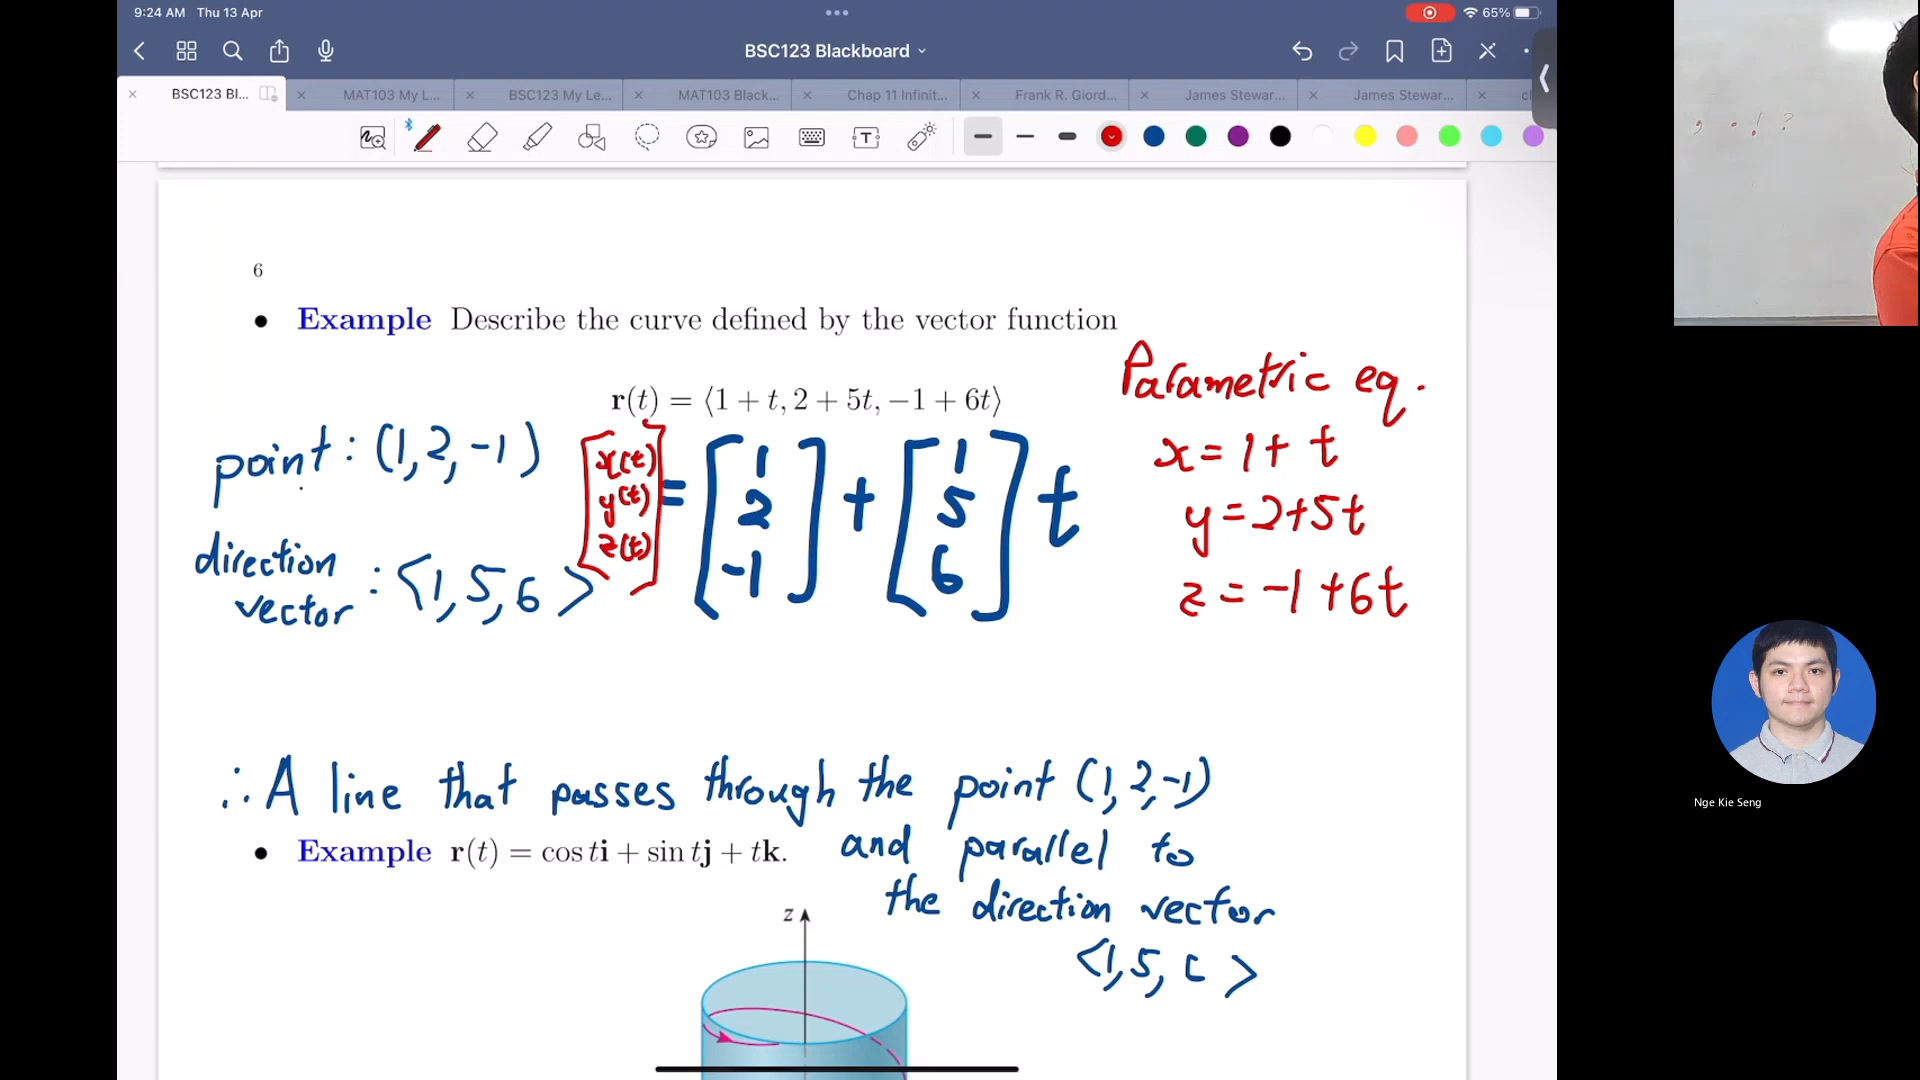 9:24 AM Thu 13 Apr
65%
BSC123 Blackboard
BSC123 Bl...
MAT103 My L...
BSC123 My Le...
MAT103 Black...
Chap 11 Infinit...
Frank R. Giord...
James Stewar...
James Stewar...
6
• Example Describe the curve defined by the vector function
r(t) = ⟨1 + t, 2 + 5t, −1 + 6t⟩
Parametric eq.
x = 1 + t
y = 2+5t
z = -1 +6t
point : (1, 2, -1)
direction vector : <1, 5, 6>
[x(t) y(t) z(t)] = [1 2 -1] + [1 5 6] t
∴ A line that passes through the point (1, 2, -1)
and parallel to
the direction vector
<1, 5, >
• Example r(t) = cos ti + sin tj + tk.
z
Nge Kie Seng